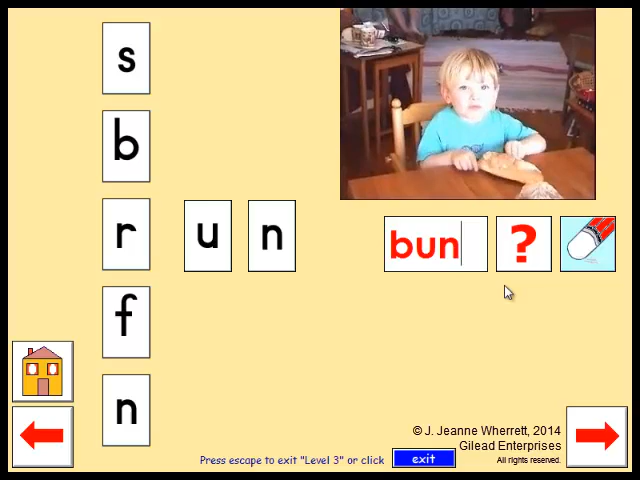 s
b
r u n
bun ?
f
n
© J. Jeanne Wherrett, 2014
Gilead Enterprises
All rights reserved.
Press escape to exit "Level 3" or click exit